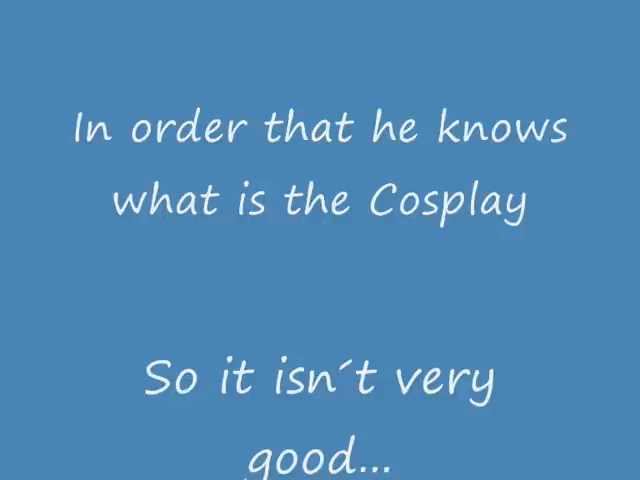 In order that he knows
what is the Cosplay
So it isn´t very
good...